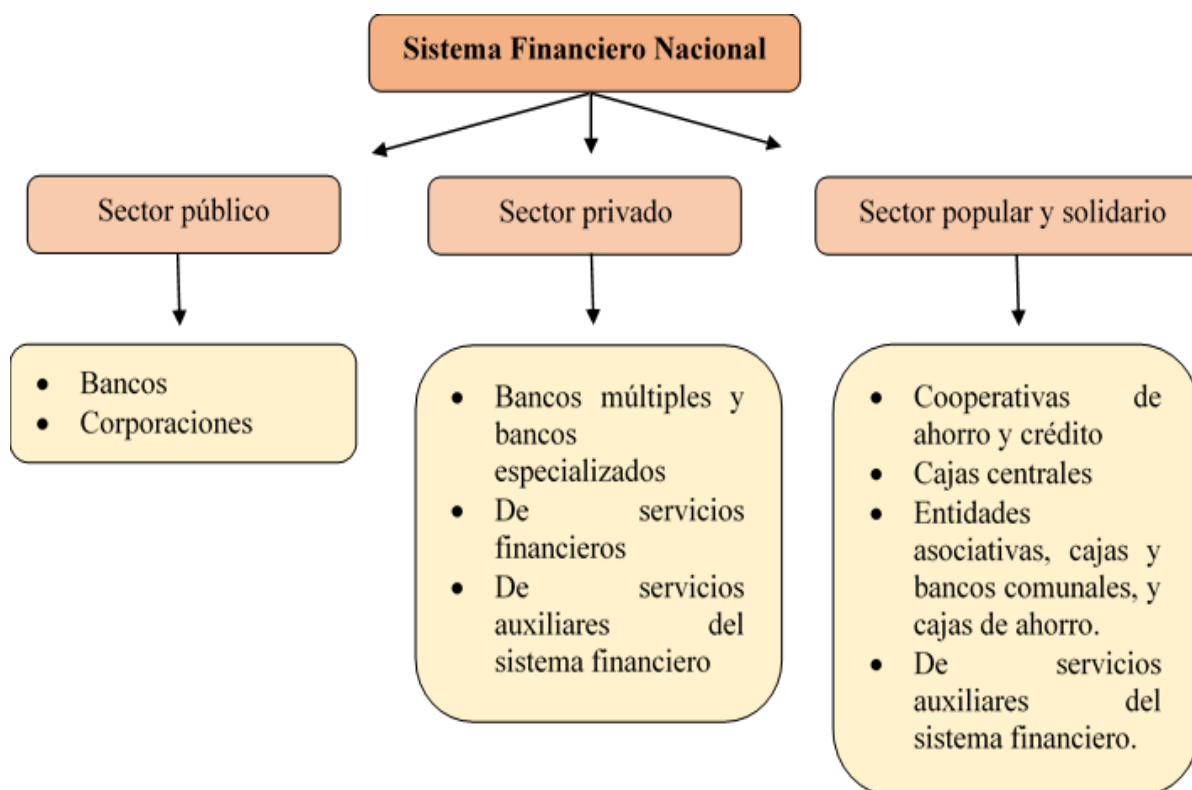 Sistema Financiero Nacional
Sector público
Sector privado
Sector popular y solidario
• Bancos
• Corporaciones
• Bancos múltiples y
bancos
especializados
• De servicios
financieros
• De servicios
auxiliares del
sistema financiero
• Cooperativas de
ahorro y crédito
• Cajas centrales
• Entidades
asociativas, cajas y
bancos comunales, y
cajas de ahorro.
• De servicios
auxiliares del
sistema financiero.